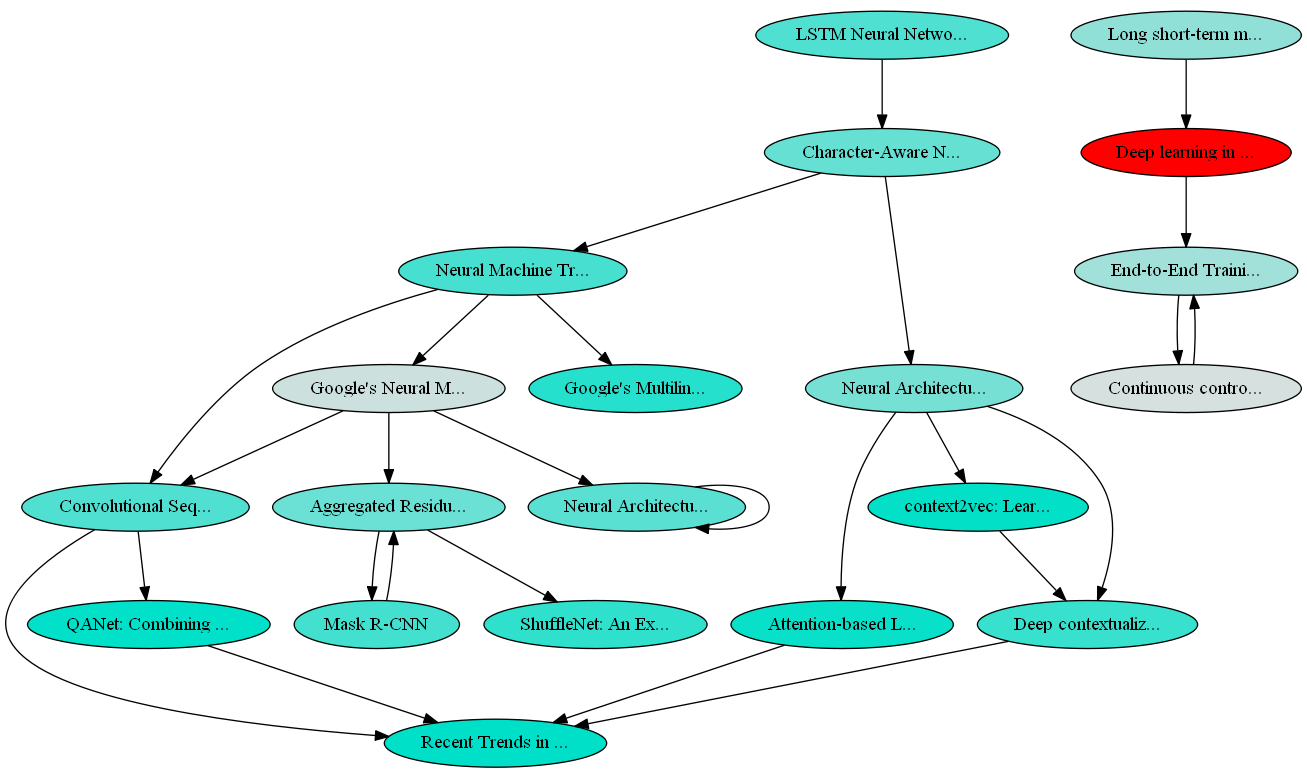 LSTM Neural Netwo...
Long short-term m...
Character-Aware N...
Deep learning in ...
Neural Machine Tr...
End-to-End Traini...
Google's Neural M...
Google's Multilin...
Neural Architectu...
Continuous contro...
Convolutional Seq...
Aggregated Residu...
Neural Architectu...
context2vec: Lear...
QANet: Combining ...
Mask R-CNN
ShuffleNet: An Ex...
Attention-based L...
Deep contextualiz...
Recent Trends in ...